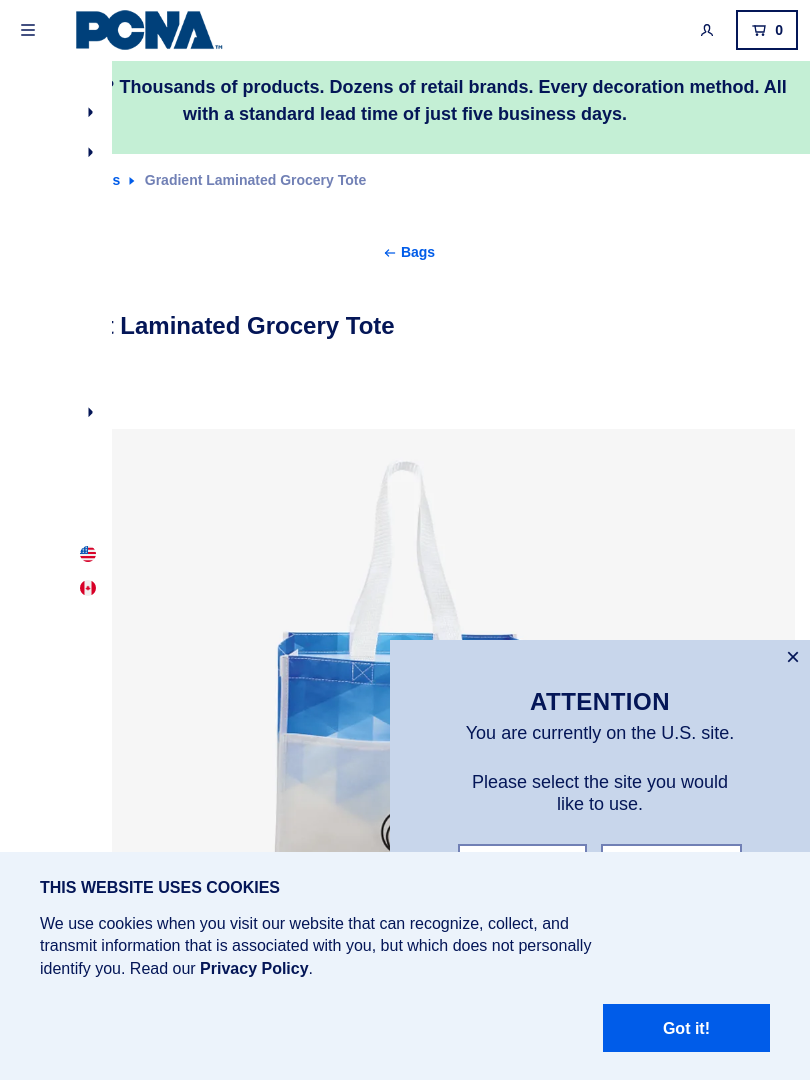 PCNA™
0
Thousands of products. Dozens of retail brands. Every decoration method. All
with a standard lead time of just five business days.
Gradient Laminated Grocery Tote
Bags
Laminated Grocery Tote
ATTENTION
You are currently on the U.S. site.
Please select the site you would
like to use.
THIS WEBSITE USES COOKIES
We use cookies when you visit our website that can recognize, collect, and
transmit information that is associated with you, but which does not personally
identify you. Read our Privacy Policy.
Got it!